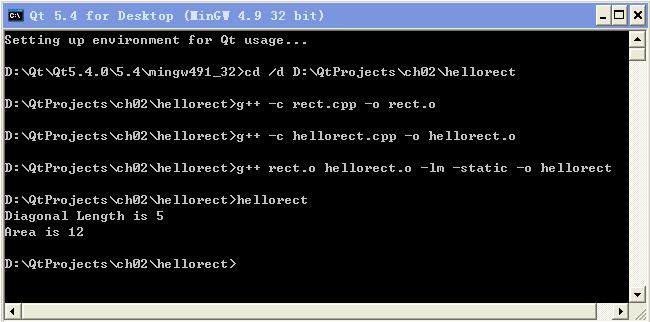 Qt 5.4 for Desktop (MinGW 4.9 32 bit)
Setting up environment for Qt usage...
D:\Qt\Qt5.4.0\5.4\mingw491_32>cd /d D:\QtProjects\ch02\hellorect
D:\QtProjects\ch02\hellorect>g++ -c rect.cpp -o rect.o
D:\QtProjects\ch02\hellorect>g++ -c hellorect.cpp -o hellorect.o
D:\QtProjects\ch02\hellorect>g++ rect.o hellorect.o -lm -static -o hellorect
D:\QtProjects\ch02\hellorect>hellorect
Diagonal Length is 5
Area is 12
D:\QtProjects\ch02\hellorect>